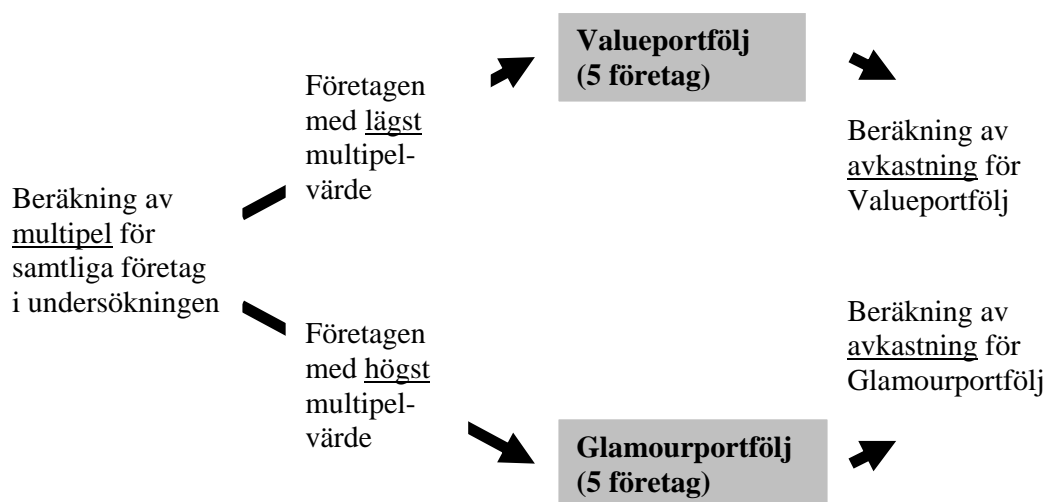 Beräkning av
multipel för
samtliga företag
i undersökningen
Företagen
med lägst
multipel-
värde
Valueportfölj
(5 företag)
Beräkning av
avkastning för
Valueportfölj
Företagen
med högst
multipel-
värde
Glamourportfölj
(5 företag)
Beräkning av
avkastning för
Glamourportfölj